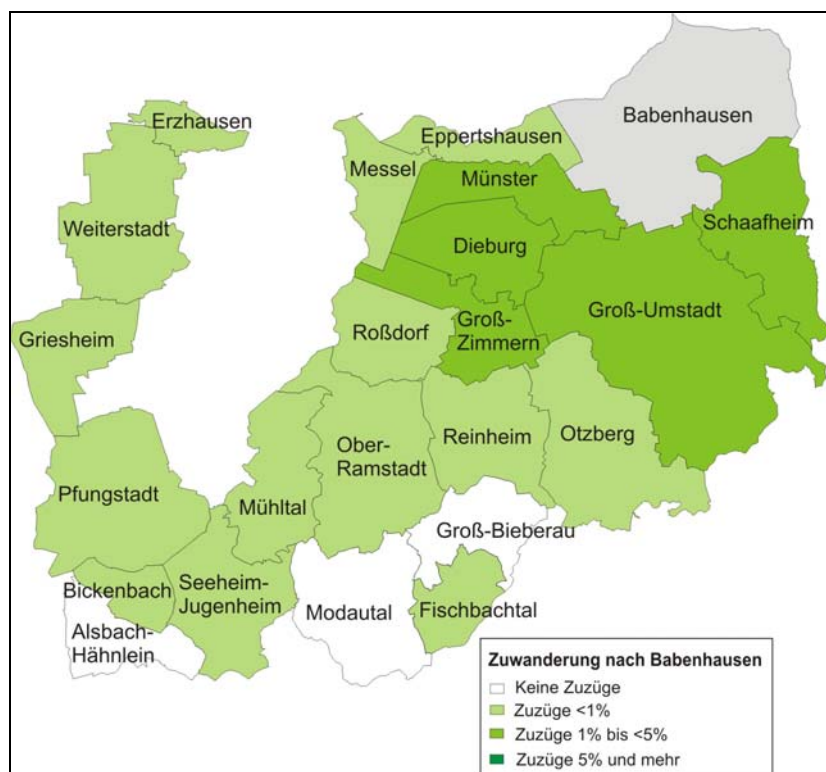 Erzhausen
Eppertshausen
Babenhausen
Messel
Münster
Schaafheim
Weiterstadt
Dieburg
Groß-Umstadt
Griesheim
Roßdorf
Groß-
Zimmern
Reinheim
Otzberg
Ober-
Ramstadt
Pfungstadt
Mühltal
Groß-Bieberau
Bickenbach
Seeheim-
Jugenheim
Modautal
Fischbachtal
Alsbach-
Hähnlein
Zuwanderung nach Babenhausen
Keine Zuzüge
Zuzüge <1%
Zuzüge 1% bis <5%
Zuzüge 5% und mehr